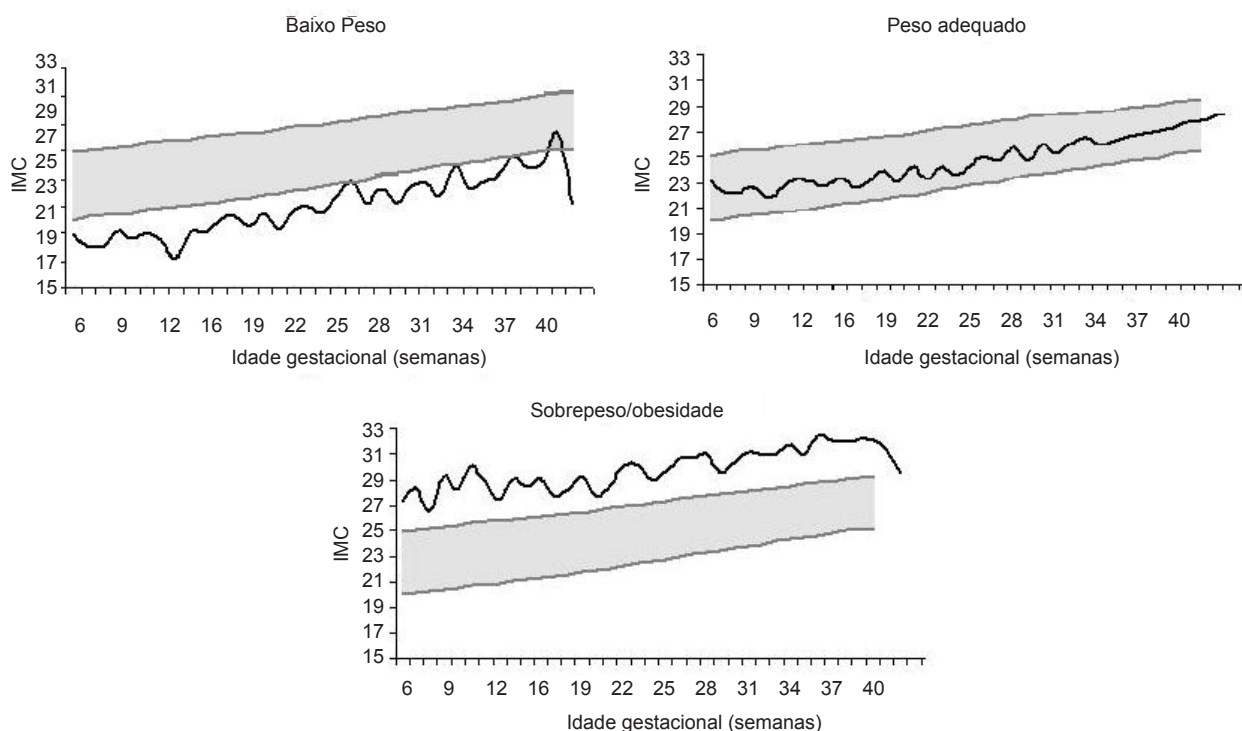 Baixo Peso
33
31
29
27
25
23
21
19
17
15
IMC
6 9 12 16 19 22 25 28 31 34 37 40
Idade gestacional (semanas)
Peso adequado
33
31
29
27
25
23
21
19
17
15
IMC
6 9 12 16 19 22 25 28 31 34 37 40
Idade gestacional (semanas)
Sobrepeso/obesidade
33
31
29
27
25
23
21
19
17
15
IMC
6 9 12 16 19 22 25 28 31 34 37 40
Idade gestacional (semanas)